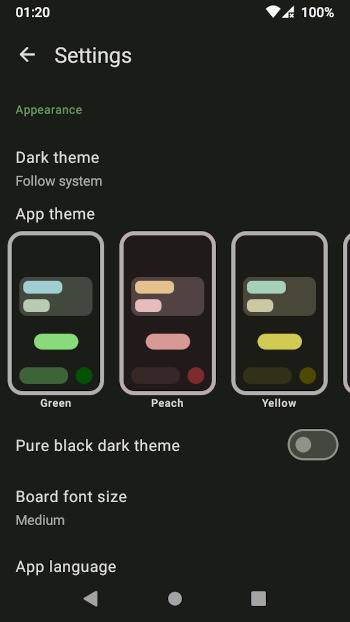 01:20
100%
Settings
Appearance
Dark theme
Follow system
App theme
Green
Peach
Yellow
Pure black dark theme
Board font size
Medium
App language